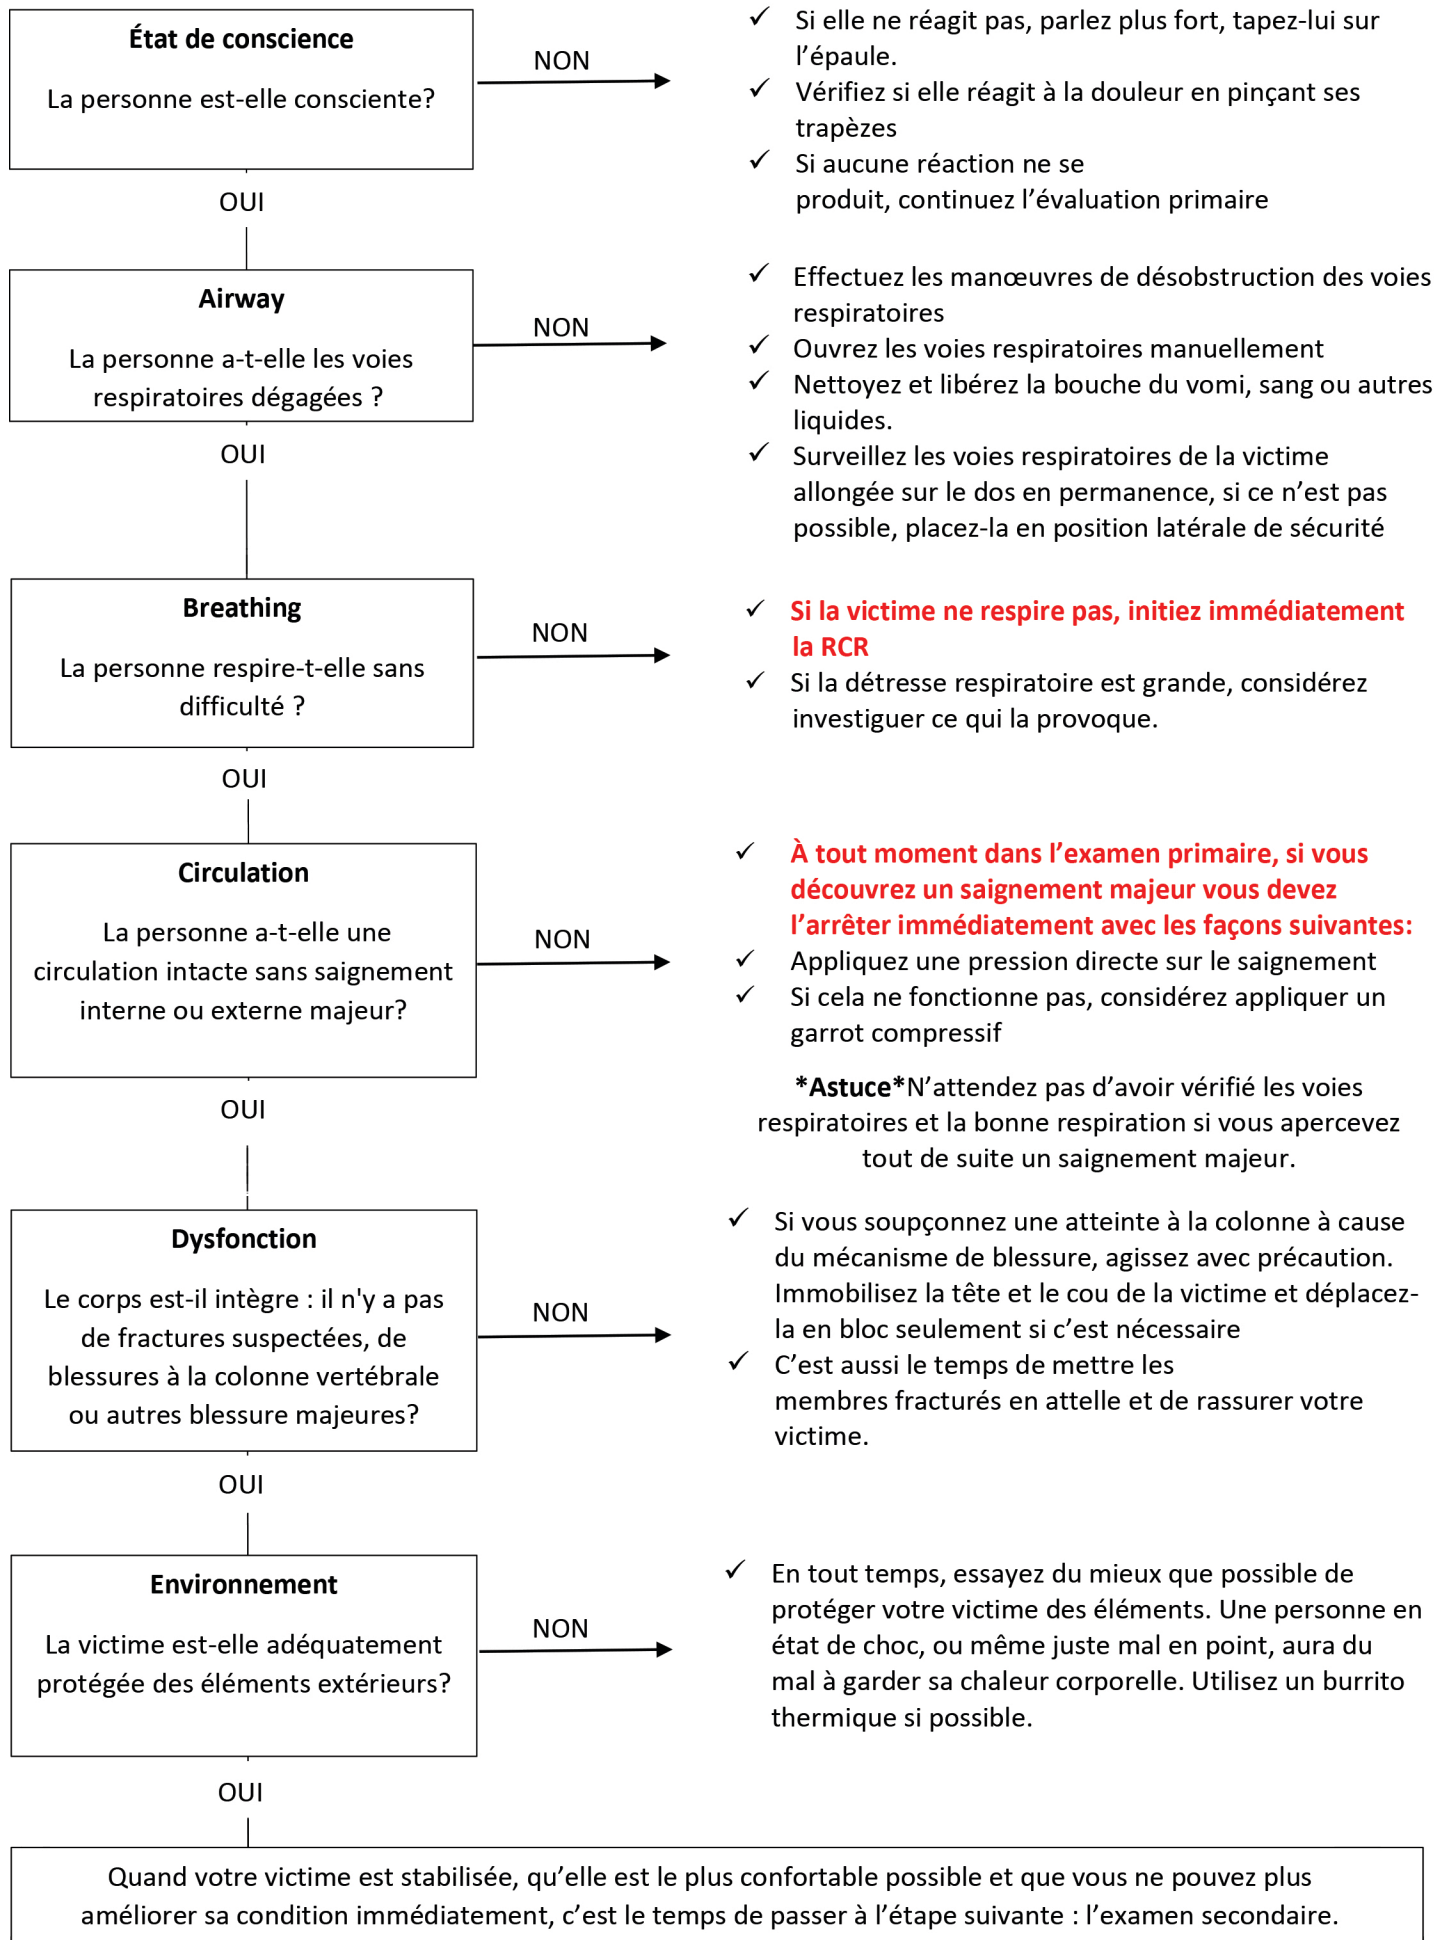 État de conscience
La personne est-elle consciente?
NON
✓ Si elle ne réagit pas, parlez plus fort, tapez-lui sur
l’épaule.
✓ Vérifiez si elle réagit à la douleur en pinçant ses
trapèzes
✓ Si aucune réaction ne se
produit, continuez l’évaluation primaire
OUI
Airway
La personne a-t-elle les voies
respiratoires dégagées ?
NON
✓ Effectuez les manœuvres de désobstruction des voies
respiratoires
✓ Ouvrez les voies respiratoires manuellement
✓ Nettoyez et libérez la bouche du vomi, sang ou autres
liquides.
✓ Surveillez les voies respiratoires de la victime
allongée sur le dos en permanence, si ce n’est pas
possible, placez-la en position latérale de sécurité
OUI
Breathing
La personne respire-t-elle sans
difficulté ?
NON
✓ Si la victime ne respire pas, initiez immédiatement
la RCR
✓ Si la détresse respiratoire est grande, considérez
investiguer ce qui la provoque.
OUI
Circulation
La personne a-t-elle une
circulation intacte sans saignement
interne ou externe majeur?
NON
✓ À tout moment dans l’examen primaire, si vous
découvrez un saignement majeur vous devez
l’arrêter immédiatement avec les façons suivantes:
✓ Appliquez une pression directe sur le saignement
✓ Si cela ne fonctionne pas, considérez appliquer un
garrot compressif
*Astuce*N’attendez pas d’avoir vérifié les voies
respiratoires et la bonne respiration si vous apercevez
tout de suite un saignement majeur.
OUI
Dysfonction
Le corps est-il intègre : il n'y a pas
de fractures suspectées, de
blessures à la colonne vertébrale
ou autres blessure majeures?
NON
✓ Si vous soupçonnez une atteinte à la colonne à cause
du mécanisme de blessure, agissez avec précaution.
Immobilisez la tête et le cou de la victime et déplacez-
la en bloc seulement si c’est nécessaire
✓ C’est aussi le temps de mettre les
membres fracturés en attelle et de rassurer votre
victime.
OUI
Environnement
La victime est-elle adéquatement
protégée des éléments extérieurs?
NON
✓ En tout temps, essayez du mieux que possible de
protéger votre victime des éléments. Une personne en
état de choc, ou même juste mal en point, aura du
mal à garder sa chaleur corporelle. Utilisez un burrito
thermique si possible.
OUI
Quand votre victime est stabilisée, qu’elle est le plus confortable possible et que vous ne pouvez plus
améliorer sa condition immédiatement, c’est le temps de passer à l’étape suivante : l’examen secondaire.